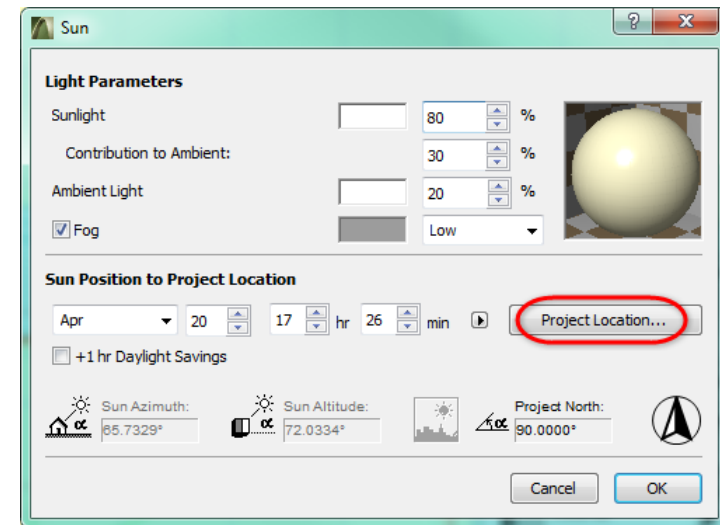 Sun
?
Light Parameters
Sunlight 80 %
Contribution to Ambient: 30 %
Ambient Light 20 %
Fog Low
Sun Position to Project Location
Apr 20 17 hr 26 min Project Location...
+1 hr Daylight Savings
Sun Azimuth: Sun Altitude: Project North:
α 65.7329° α 72.0334° α 90.0000°
Cancel OK